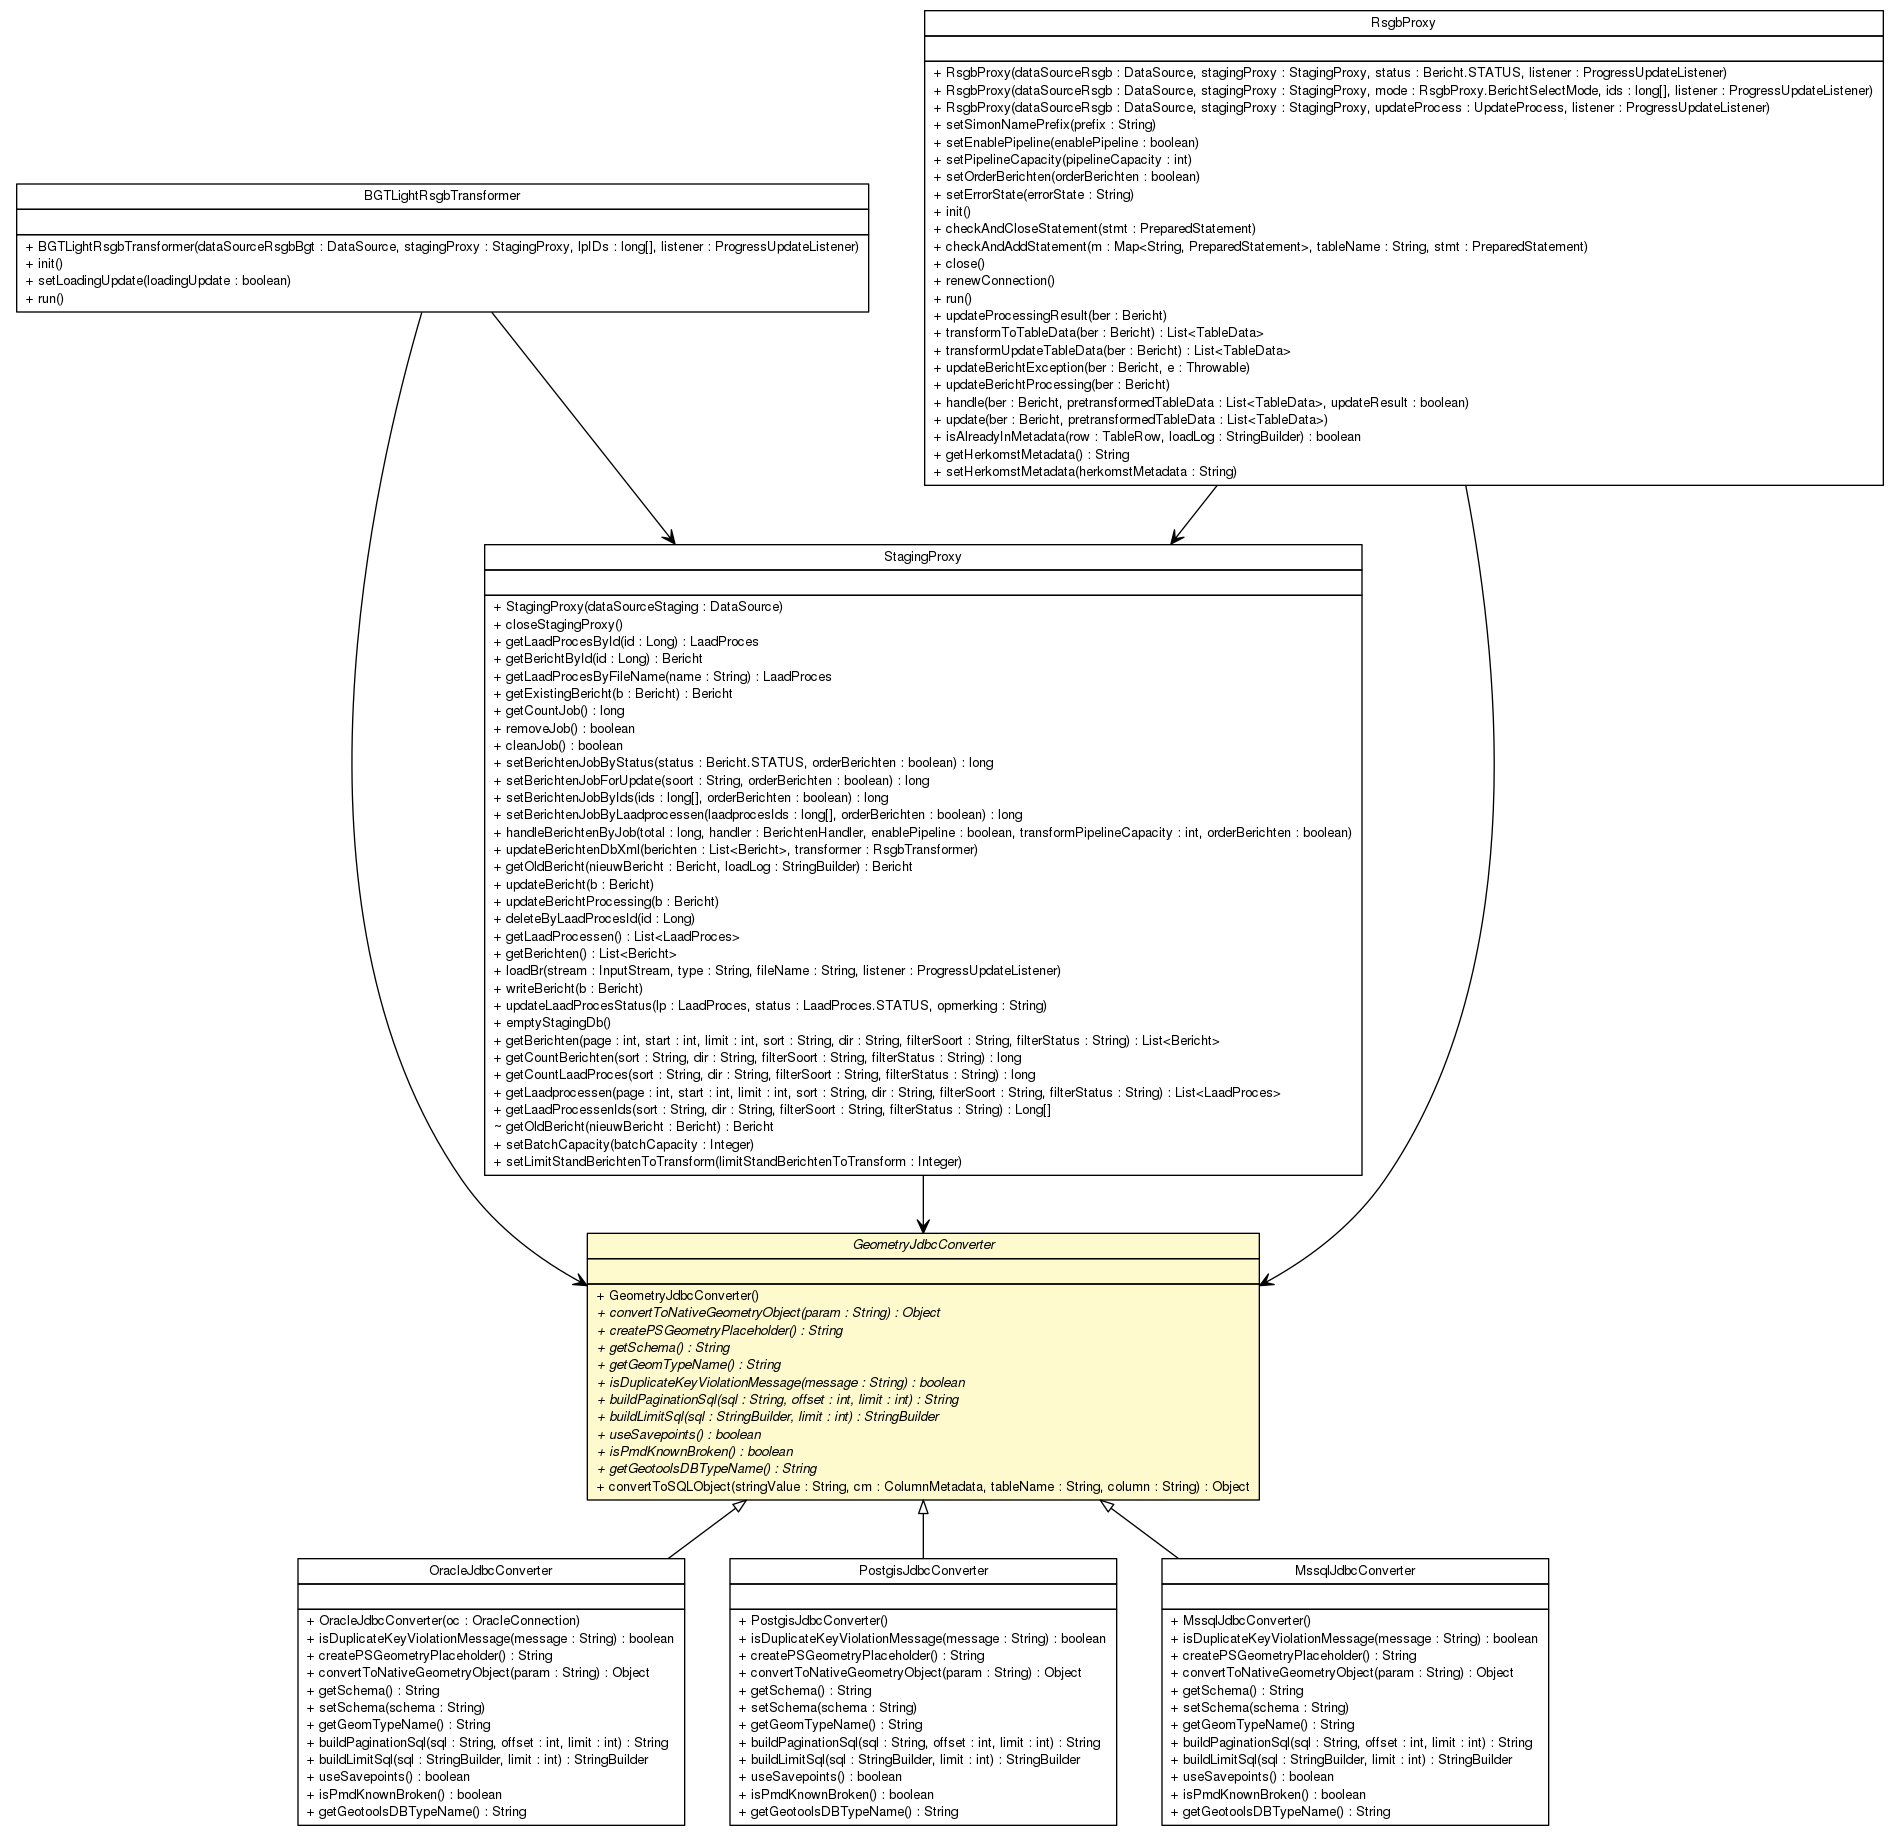 RsgbProxy
+ RsgbProxy(dataSourceRsgb : DataSource, stagingProxy : StagingProxy, status : Bericht.STATUS, listener : ProgressUpdateListener)
+ RsgbProxy(dataSourceRsgb : DataSource, stagingProxy : StagingProxy, mode : RsgbProxy.BerichtSelectMode, ids : long[], listener : ProgressUpdateListener)
+ RsgbProxy(dataSourceRsgb : DataSource, stagingProxy : StagingProxy, updateProcess : UpdateProcess, listener : ProgressUpdateListener)
+ setSimonNamePrefix(prefix : String)
+ setEnablePipeline(enablePipeline : boolean)
+ setPipelineCapacity(pipelineCapacity : int)
+ setOrderBerichten(orderBerichten : boolean)
+ setErrorState(errorState : String)
+ init()
+ checkAndCloseStatement(stmt : PreparedStatement)
+ checkAndAddStatement(m : Map<String, PreparedStatement>, tableName : String, stmt : PreparedStatement)
+ close()
+ renewConnection()
+ run()
+ updateProcessingResult(ber : Bericht)
+ transformToTableData(ber : Bericht) : List<TableData>
+ transformUpdateTableData(ber : Bericht) : List<TableData>
+ updateBerichtException(ber : Bericht, e : Throwable)
+ updateBerichtProcessing(ber : Bericht)
+ handle(ber : Bericht, pretransformedTableData : List<TableData>, updateResult : boolean)
+ update(ber : Bericht, pretransformedTableData : List<TableData>)
+ isAlreadyInMetadata(row : TableRow, loadLog : StringBuilder) : boolean
+ getHerkomstMetadata() : String
+ setHerkomstMetadata(herkomstMetadata : String)
BGTLightRsgbTransformer
+ BGTLightRsgbTransformer(dataSourceRsgbBgt : DataSource, stagingProxy : StagingProxy, lpIDs : long[], listener : ProgressUpdateListener)
+ init()
+ setLoadingUpdate(loadingUpdate : boolean)
+ run()
StagingProxy
+ StagingProxy(dataSourceStaging : DataSource)
+ closeStagingProxy()
+ getLaadProcesById(id : Long) : LaadProces
+ getBerichtById(id : Long) : Bericht
+ getLaadProcesByFileName(name : String) : LaadProces
+ getExistingBericht(b : Bericht) : Bericht
+ getCountJob() : long
+ removeJob() : boolean
+ cleanJob() : boolean
+ setBerichtenJobByStatus(status : Bericht.STATUS, orderBerichten : boolean) : long
+ setBerichtenJobForUpdate(soort : String, orderBerichten : boolean) : long
+ setBerichtenJobByIds(ids : long[], orderBerichten : boolean) : long
+ setBerichtenJobByLaadprocessen(laadprocesIds : long[], orderBerichten : boolean) : long
+ handleBerichtenByJob(total : long, handler : BerichtenHandler, enablePipeline : boolean, transformPipelineCapacity : int, orderBerichten : boolean)
+ updateBerichtenDbXml(berichten : List<Bericht>, transformer : RsgbTransformer)
+ getOldBericht(nieuwBericht : Bericht, loadLog : StringBuilder) : Bericht
+ updateBericht(b : Bericht)
+ updateBerichtProcessing(b : Bericht)
+ deleteByLaadProcesId(id : Long)
+ getLaadProcessen() : List<LaadProces>
+ getBerichten() : List<Bericht>
+ loadBr(stream : InputStream, type : String, fileName : String, listener : ProgressUpdateListener)
+ writeBericht(b : Bericht)
+ updateLaadProcesStatus(lp : LaadProces, status : LaadProces.STATUS, opmerking : String)
+ emptyStagingDb()
+ getBerichten(page : int, start : int, limit : int, sort : String, dir : String, filterSoort : String, filterStatus : String) : List<Bericht>
+ getCountBerichten(sort : String, dir : String, filterSoort : String, filterStatus : String) : long
+ getCountLaadProces(sort : String, dir : String, filterSoort : String, filterStatus : String) : long
+ getLaadprocessen(page : int, start : int, limit : int, sort : String, dir : String, filterSoort : String, filterStatus : String) : List<LaadProces>
+ getLaadProcessenIds(sort : String, dir : String, filterSoort : String, filterStatus : String) : Long[]
~ getOldBericht(nieuwBericht : Bericht) : Bericht
+ setBatchCapacity(batchCapacity : Integer)
+ setLimitStandBerichtenToTransform(limitStandBerichtenToTransform : Integer)
GeometryJdbcConverter
+ GeometryJdbcConverter()
+ convertToNativeGeometryObject(param : String) : Object
+ createPSGeometryPlaceholder() : String
+ getSchema() : String
+ getGeomTypeName() : String
+ isDuplicateKeyViolationMessage(message : String) : boolean
+ buildPaginationSql(sql : String, offset : int, limit : int) : String
+ buildLimitSql(sql : StringBuilder, limit : int) : StringBuilder
+ useSavepoints() : boolean
+ isPmdKnownBroken() : boolean
+ getGeotoolsDBTypeName() : String
+ convertToSQLObject(stringValue : String, cm : ColumnMetadata, tableName : String, column : String) : Object
OracleJdbcConverter
+ OracleJdbcConverter(oc : OracleConnection)
+ isDuplicateKeyViolationMessage(message : String) : boolean
+ createPSGeometryPlaceholder() : String
+ convertToNativeGeometryObject(param : String) : Object
+ getSchema() : String
+ setSchema(schema : String)
+ getGeomTypeName() : String
+ buildPaginationSql(sql : String, offset : int, limit : int) : String
+ buildLimitSql(sql : StringBuilder, limit : int) : StringBuilder
+ useSavepoints() : boolean
+ isPmdKnownBroken() : boolean
+ getGeotoolsDBTypeName() : String
PostgisJdbcConverter
+ PostgisJdbcConverter()
+ isDuplicateKeyViolationMessage(message : String) : boolean
+ createPSGeometryPlaceholder() : String
+ convertToNativeGeometryObject(param : String) : Object
+ getSchema() : String
+ setSchema(schema : String)
+ getGeomTypeName() : String
+ buildPaginationSql(sql : String, offset : int, limit : int) : String
+ buildLimitSql(sql : StringBuilder, limit : int) : StringBuilder
+ useSavepoints() : boolean
+ isPmdKnownBroken() : boolean
+ getGeotoolsDBTypeName() : String
MssqlJdbcConverter
+ MssqlJdbcConverter()
+ isDuplicateKeyViolationMessage(message : String) : boolean
+ createPSGeometryPlaceholder() : String
+ convertToNativeGeometryObject(param : String) : Object
+ getSchema() : String
+ setSchema(schema : String)
+ getGeomTypeName() : String
+ buildPaginationSql(sql : String, offset : int, limit : int) : String
+ buildLimitSql(sql : StringBuilder, limit : int) : StringBuilder
+ useSavepoints() : boolean
+ isPmdKnownBroken() : boolean
+ getGeotoolsDBTypeName() : String